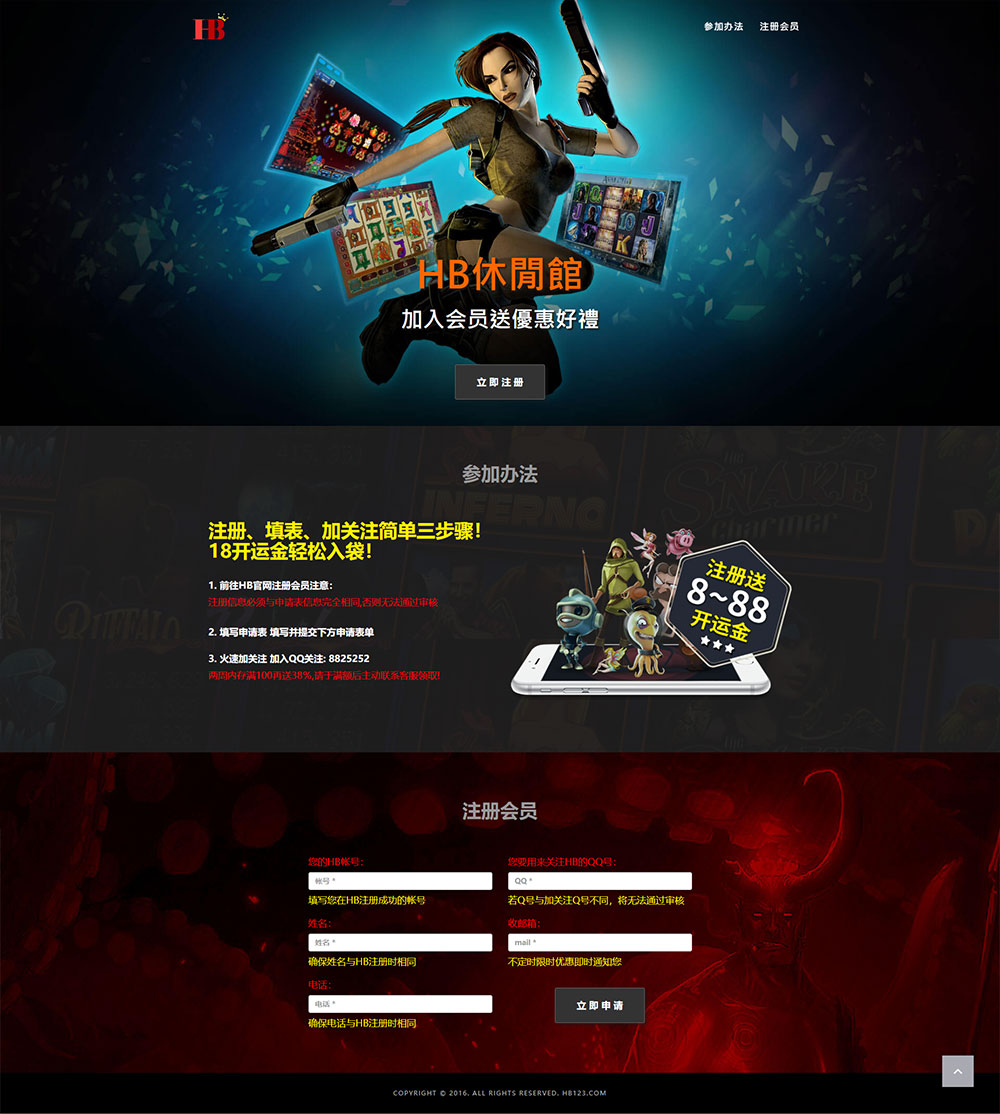 HB
参加办法
注册会员
HB休閒館
加入会员送優惠好禮
立即注册
参加办法
INFERNO
SNAKE
Charmer
BUFFALO
注册、填表、加关注简单三步骤！
18开运金轻松入袋！
1. 前往HB官网注册会员注意：
注册信息必须与申请表信息完全相同,否则无法通过审核
2. 填写申请表 填写并提交下方申请表单
3. 火速加关注 加入QQ关注: 8825252
两周内存满100再送38%,请于满额后主动联系客服领取!
注册送
8~88
开运金
注册会员
您的HB帐号：
帐号 *
填写您在HB注册成功的帐号
您要用来关注HB的QQ号：
QQ *
若Q号与加关注Q号不同，将无法通过审核
姓名：
姓名 *
确保姓名与HB注册时相同
收邮箱：
mail *
不定时限时优惠即时通知您
电话：
电话 *
确保电话与HB注册时相同
立即申请
COPYRIGHT © 2016. ALL RIGHTS RESERVED. HB123.COM